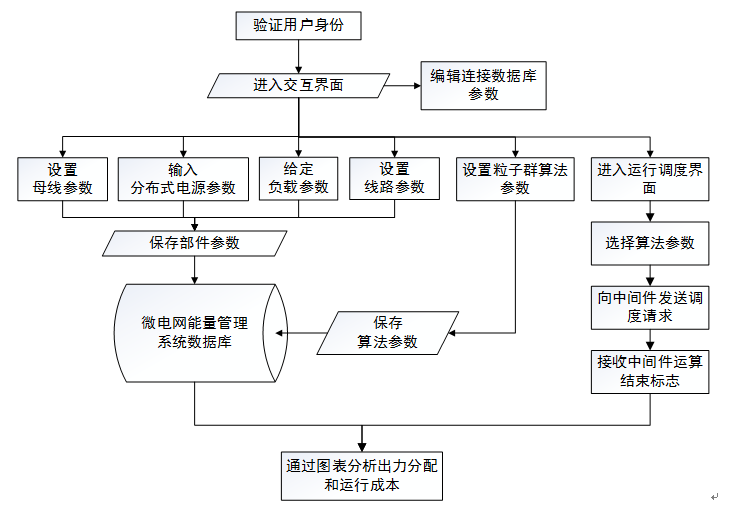 验证用户身份
进入交互界面
编辑连接数据库
参数
设置
母线参数
输入
分布式电源参数
给定
负载参数
设置
线路参数
设置粒子群算法
参数
进入运行调度界
面
保存部件参数
选择算法参数
微电网能量管理
系统数据库
保存
算法参数
向中间件发送调
度请求
接收中间件运算
结束标志
通过图表分析出力分配
和运行成本